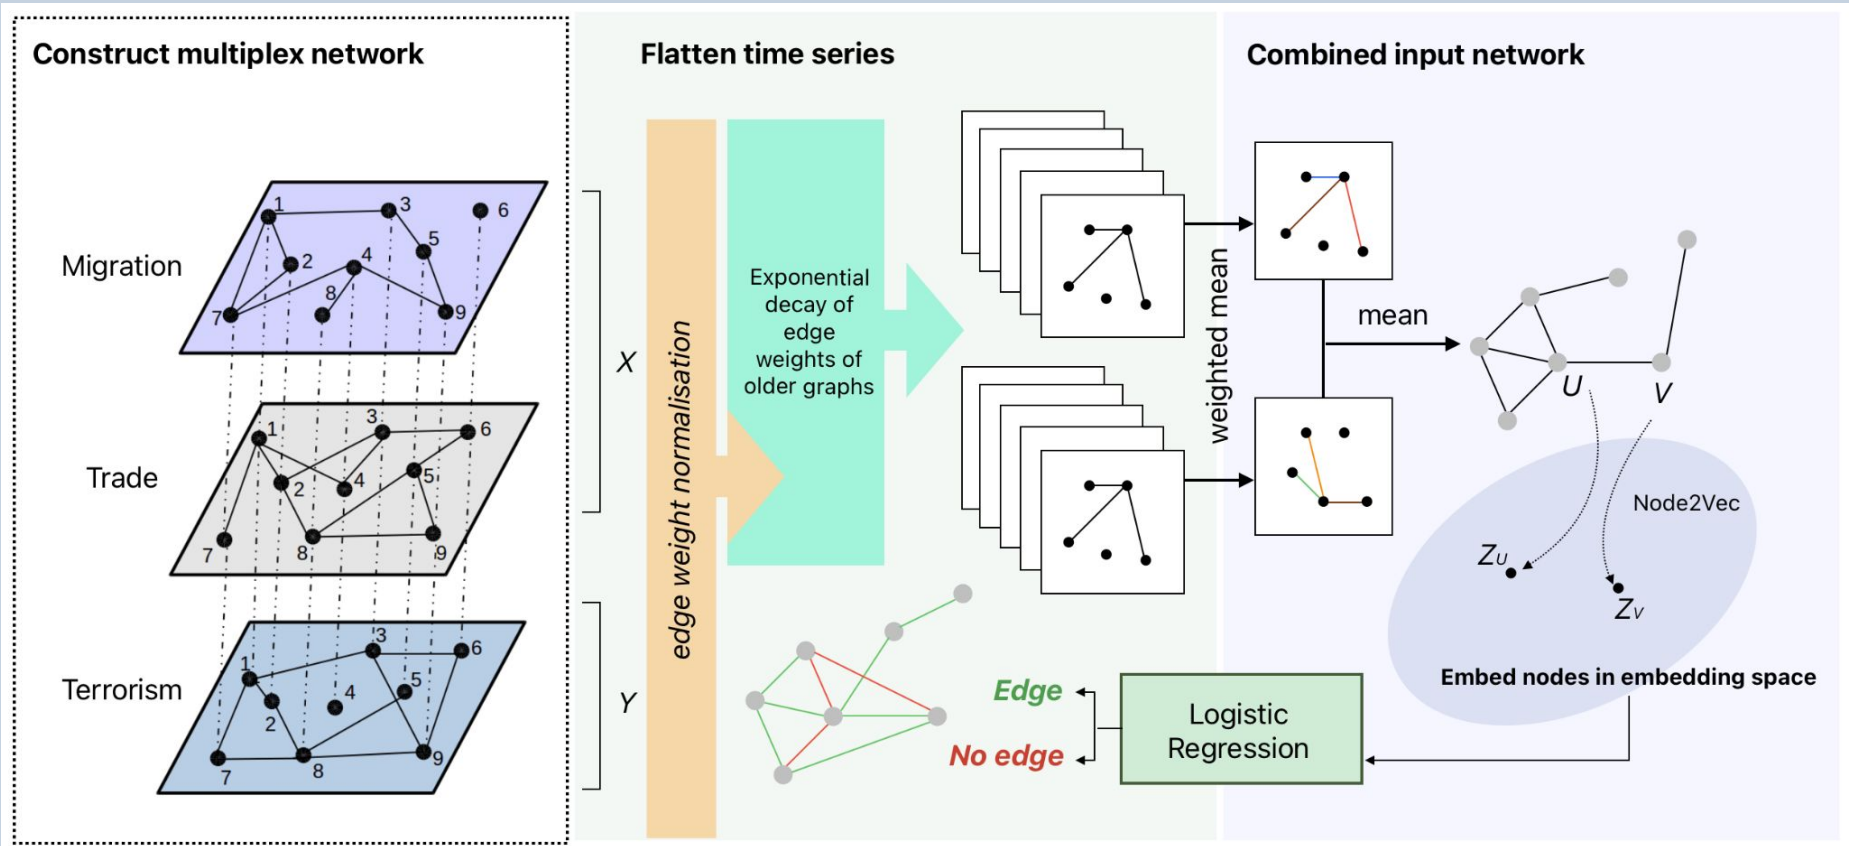 Construct multiplex network
Flatten time series
Combined input network
Migration
1
3
6
5
2
4
8
7
9
Trade
1
3
6
2
4
5
7
8
9
Terrorism
1
3
6
2
4
5
7
8
9
X
Y
edge weight normalisation
Exponential
decay of
edge
weights of
older graphs
weighted mean
mean
U
V
Node2Vec
ZU
ZV
Embed nodes in embedding space
Logistic
Regression
Edge
No edge